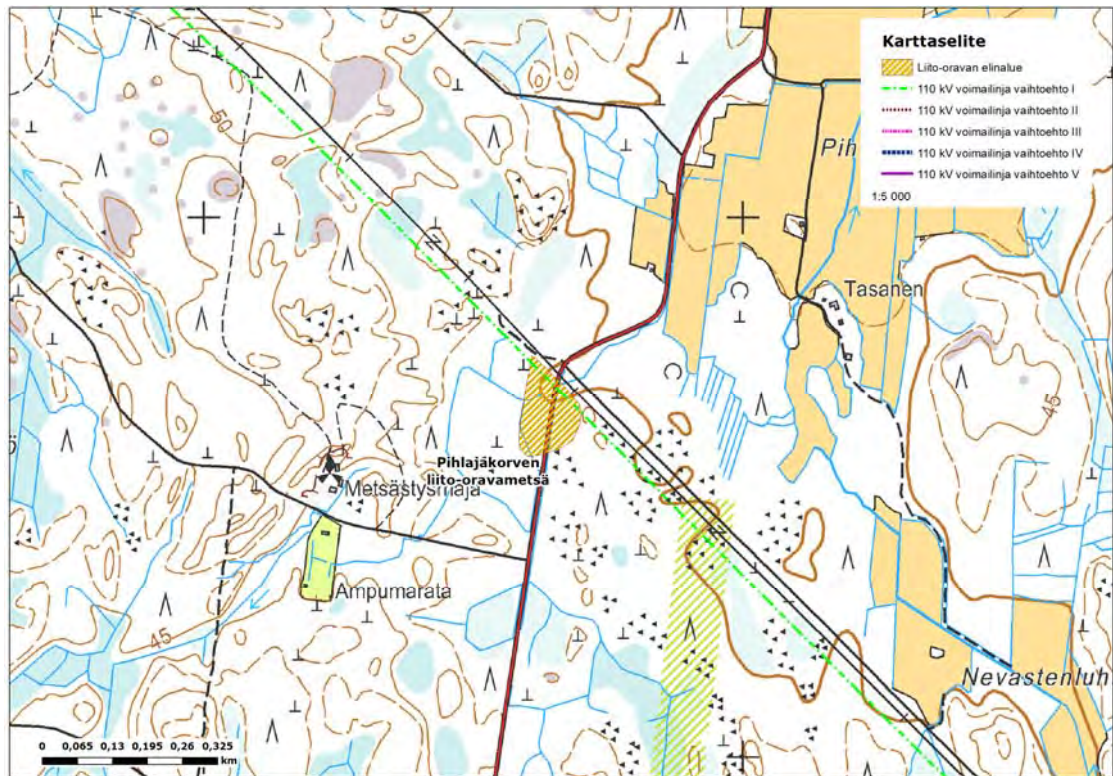 Karttaselite
Liito-oravan elinalue
110 kV voimailinja vaihtoehto I
110 kV voimailinja vaihtoehto II
110 kV voimailinja vaihtoehto III
110 kV voimailinja vaihtoehto IV
110 kV voimailinja vaihtoehto V
1:5 000
50
Pih
Tasanen
45
Pihlajäkorven
liito-oravametsä
Metsästysmaja
Ampumarata
45
Nevastenluh
0 0,065 0,13 0,195 0,26 0,325
km